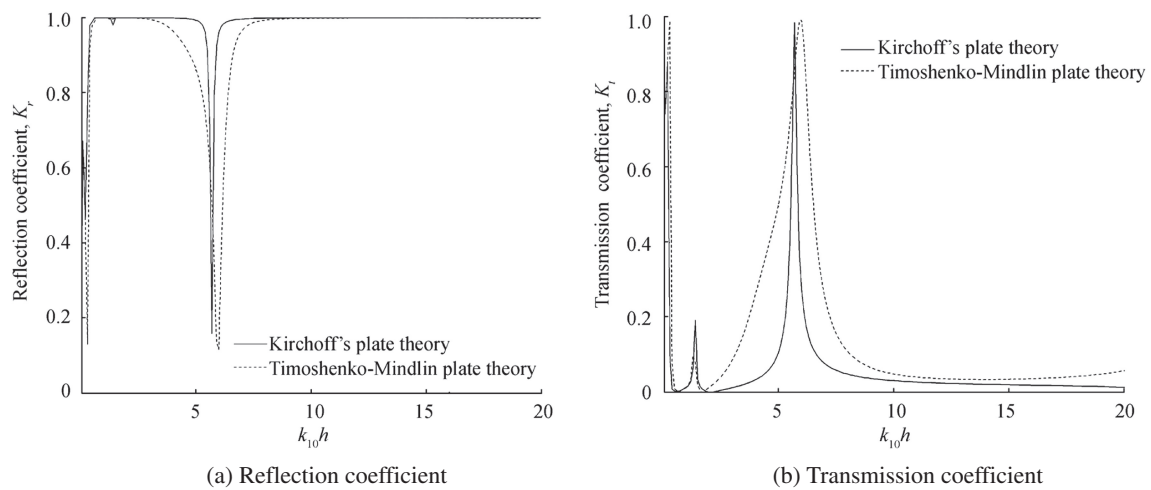 1.0
0.8
0.6
0.4
0.2
0
Reflection coefficient, Kr
Kirchoff's plate theory
Timoshenko-Mindlin plate theory
5
10
15
20
k10h
(a) Reflection coefficient
1.0
0.8
0.6
0.4
0.2
0
Transmission coefficient, Kt
Kirchoff's plate theory
Timoshenko-Mindlin plate theory
5
10
15
20
k10h
(b) Transmission coefficient